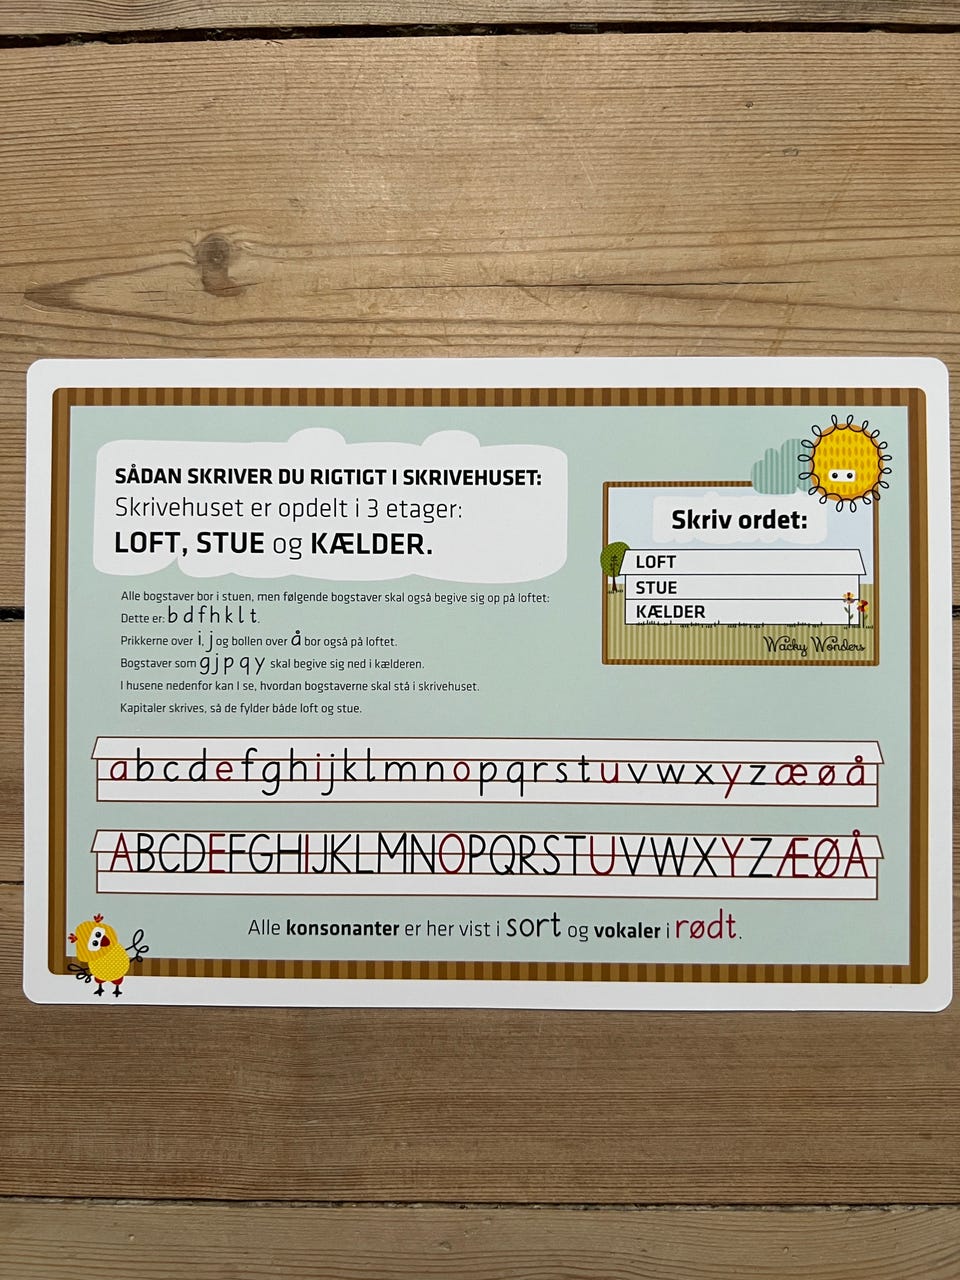 SÅDAN SKRIVER DU RIGTIGT I SKRIVEHUSET:
Skrivehuset er opdelt i 3 etager:
LOFT, STUE og KÆLDER.
Alle bogstaver bor i stuen, men følgende bogstaver skal også begive sig op på loftet:
Dette er: b d f h k l t.
Prikkerne over i, j og bollen over å bor også på loftet.
Bogstaver som g j p q y skal begive sig ned i kælderen.
I husene nedenfor kan I se, hvordan bogstaverne skal stå i skrivehuset.
Kapitaler skrives, så de fylder både loft og stue.
Skriv ordet:
LOFT
STUE
KÆLDER
Wacky Wonders
a b c d e f g h i j k l m n o p q r s t u v w x y z æ ø å
A B C D E F G H I J K L M N O P Q R S T U V W X Y Z Æ Ø Å
Alle konsonanter er her vist i sort og vokaler i rødt.